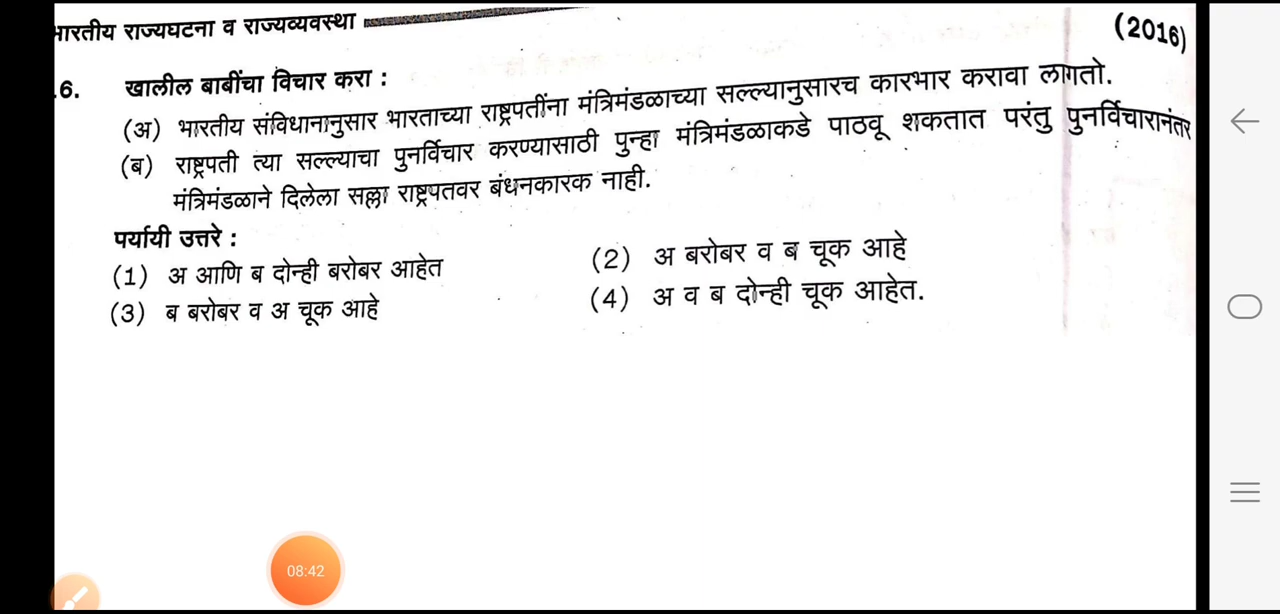 भारतीय राज्यघटना व राज्यव्यवस्था
(2016)
.6. खालील बाबींचा विचार करा :
(अ) भारतीय संविधानानुसार भारताच्या राष्ट्रपतींना मंत्रिमंडळाच्या सल्ल्यानुसारच कारभार करावा लागतो.
(ब) राष्ट्रपती त्या सल्ल्याचा पुनर्विचार करण्यासाठी पुन्हा मंत्रिमंडळाकडे पाठवू शकतात परंतु पुनर्विचारानंतर
मंत्रिमंडळाने दिलेला सल्ला राष्ट्रपतवर बंधनकारक नाही.
पर्यायी उत्तरे :
(1) अ आणि ब दोन्ही बरोबर आहेत
(2) अ बरोबर व ब चूक आहे
(3) ब बरोबर व अ चूक आहे
(4) अ व ब दोन्ही चूक आहेत.
08:42